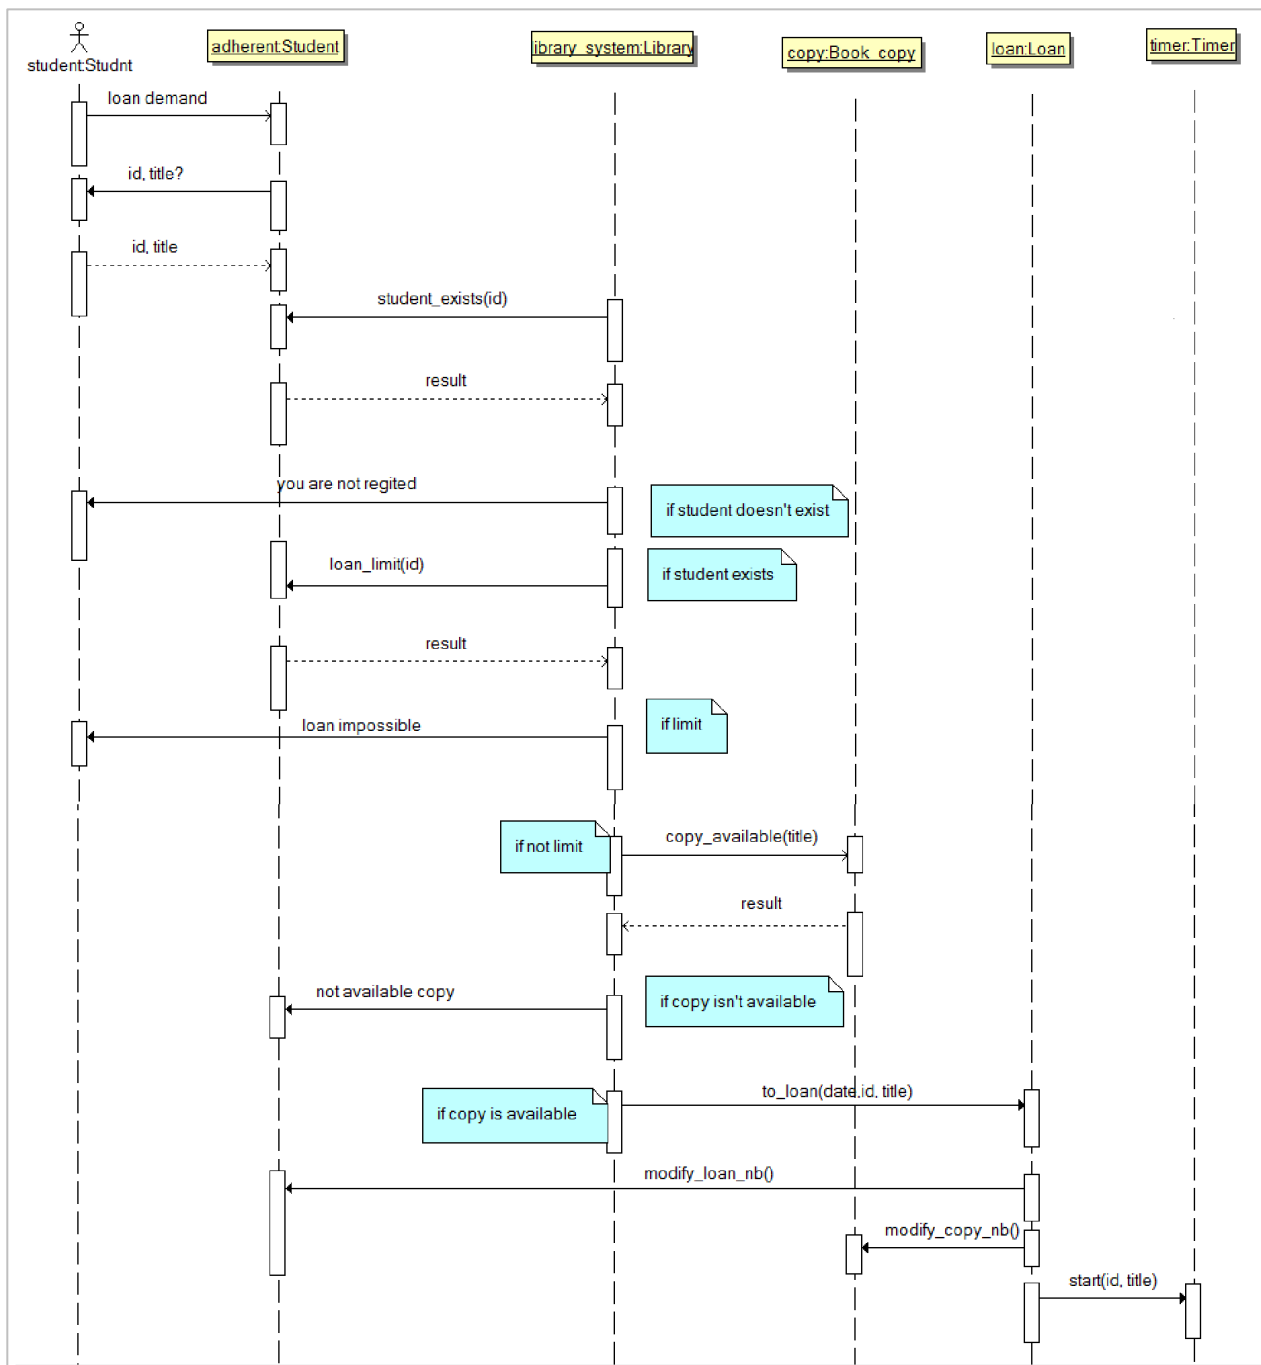 student:Studnt
adherent:Student
library_system:Library
copy:Book_copy
loan:Loan
timer:Timer
loan demand
id, title?
id, title
student_exists(id)
result
you are not regited
if student doesn't exist
loan_limit(id)
if student exists
result
loan impossible
if limit
if not limit
copy_available(title)
result
not available copy
if copy isn't available
if copy is available
to_loan(date,id, title)
modify_loan_nb()
modify_copy_nb()
start(id, title)